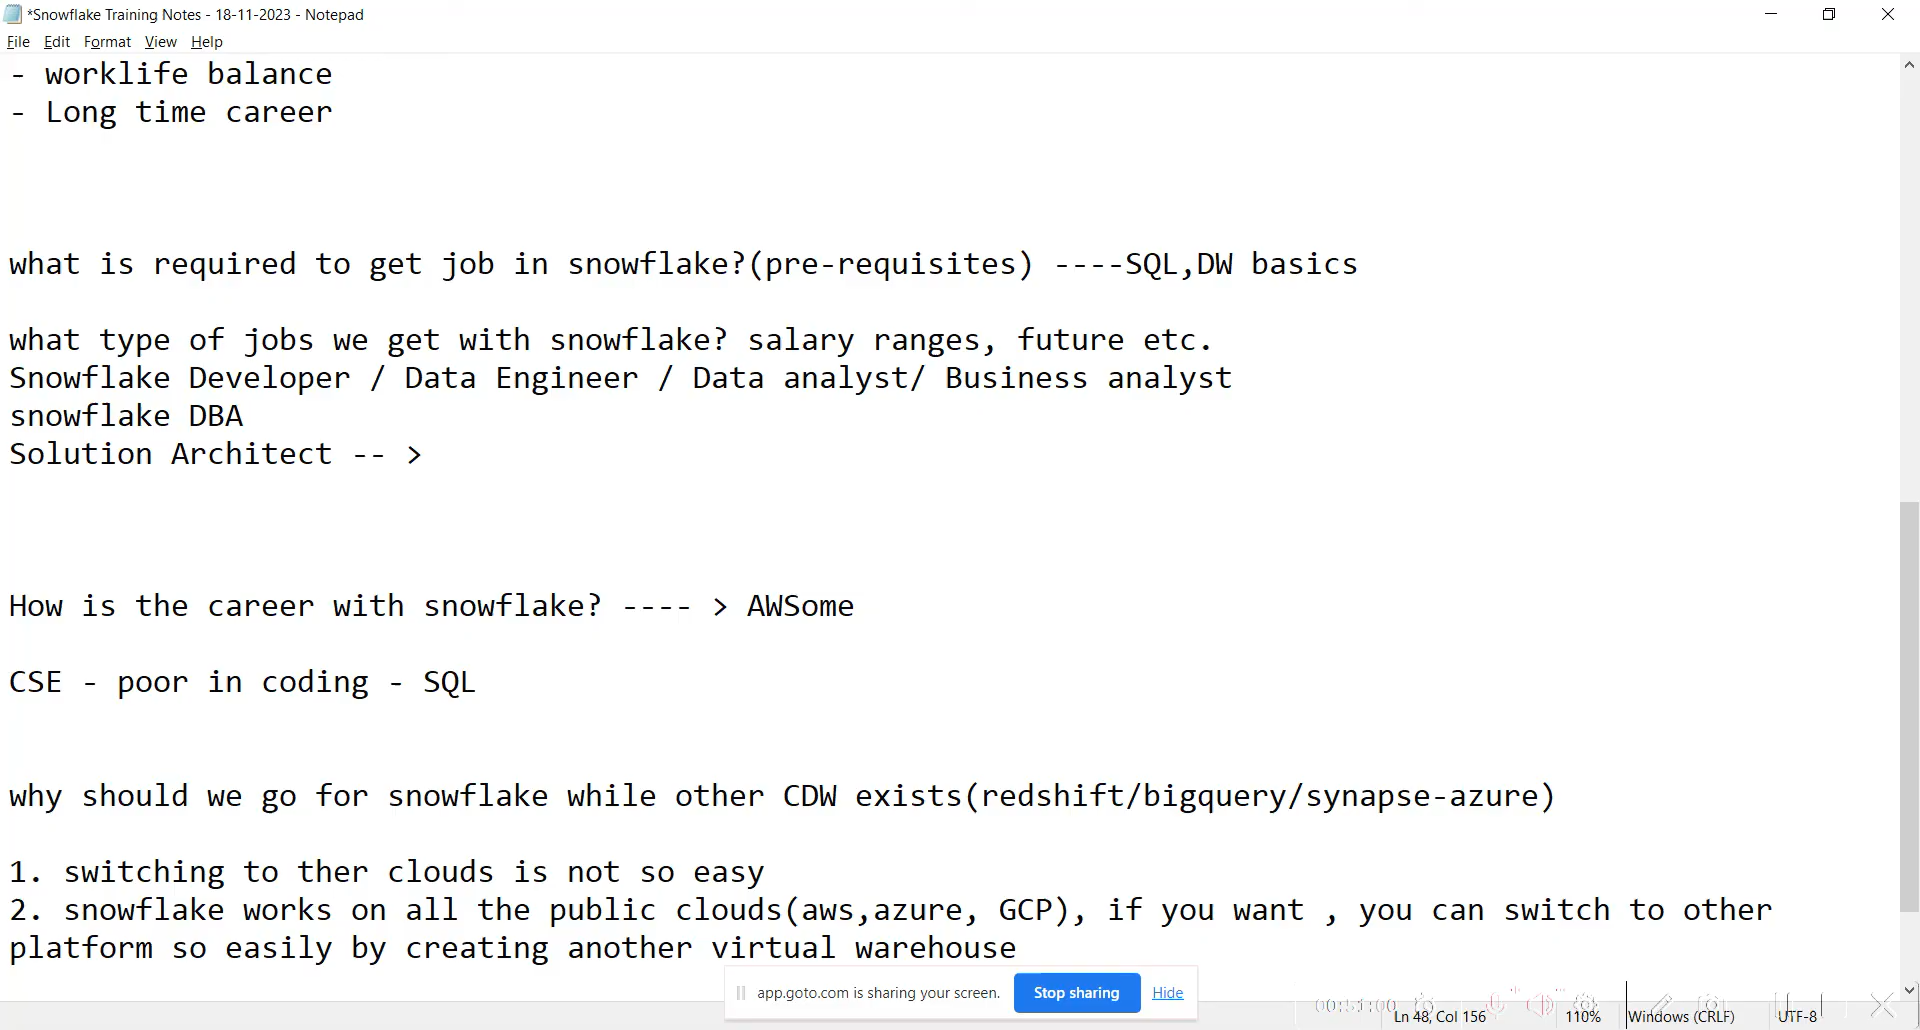 *Snowflake Training Notes - 18-11-2023 - Notepad
File Edit Format View Help
- worklife balance
- Long time career
what is required to get job in snowflake?(pre-requisites) ----SQL,DW basics
what type of jobs we get with snowflake? salary ranges, future etc.
Snowflake Developer / Data Engineer / Data analyst/ Business analyst
snowflake DBA
Solution Architect -- >
How is the career with snowflake? ---- > AWSome
CSE - poor in coding - SQL
why should we go for snowflake while other CDW exists(redshift/bigquery/synapse-azure)
1. switching to ther clouds is not so easy
2. snowflake works on all the public clouds(aws,azure, GCP), if you want , you can switch to other
platform so easily by creating another virtual warehouse
app.goto.com is sharing your screen. Stop sharing Hide
Ln 48, Col 156 110% Windows (CRLF) UTF-8